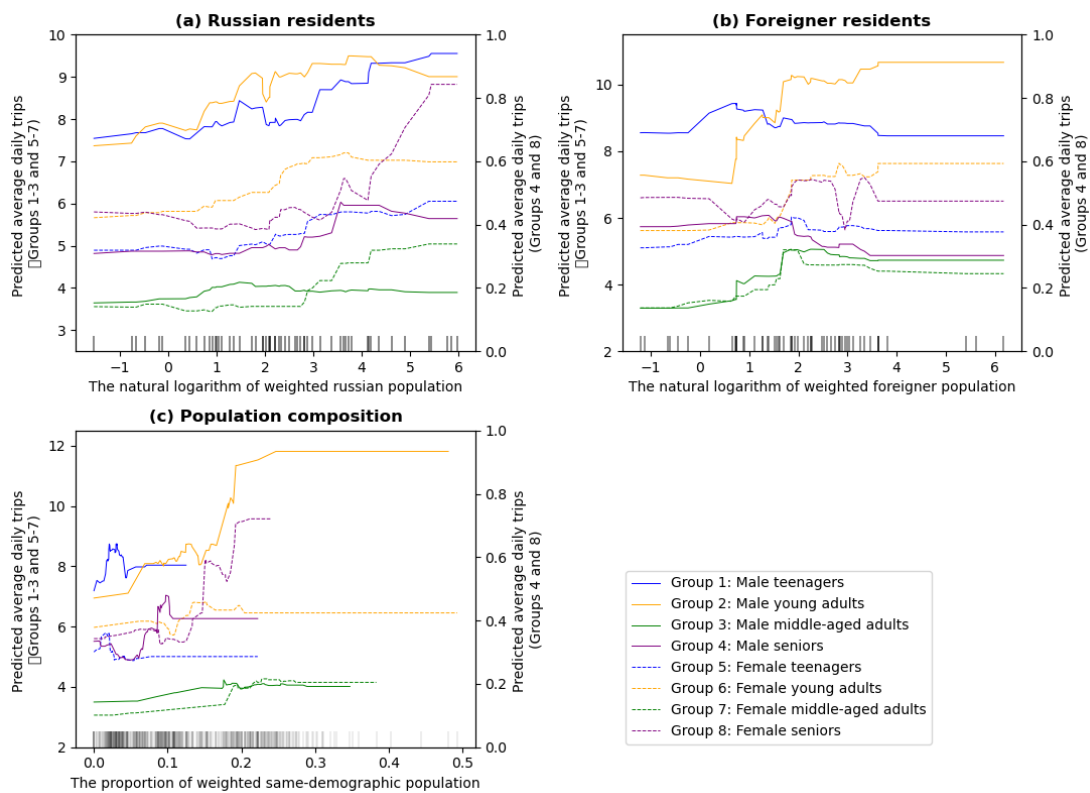 (a) Russian residents
(b) Foreigner residents
10
9
8
7
6
5
4
3
1.0
0.8
0.6
0.4
0.2
0.0
10
8
6
4
2
1.0
0.8
0.6
0.4
0.2
0.0
Predicted average daily trips
▯Groups 1-3 and 5-7)
Predicted average daily trips
(Groups 4 and 8)
Predicted average daily trips
▯Groups 1-3 and 5-7)
Predicted average daily trips
(Groups 4 and 8)
−1 0 1 2 3 4 5 6
−1 0 1 2 3 4 5 6
The natural logarithm of weighted russian population
The natural logarithm of weighted foreigner population
(c) Population composition
12
10
8
6
4
2
1.0
0.8
0.6
0.4
0.2
0.0
Predicted average daily trips
▯Groups 1-3 and 5-7)
Predicted average daily trips
(Groups 4 and 8)
0.0 0.1 0.2 0.3 0.4 0.5
The proportion of weighted same-demographic population
Group 1: Male teenagers
Group 2: Male young adults
Group 3: Male middle-aged adults
Group 4: Male seniors
Group 5: Female teenagers
Group 6: Female young adults
Group 7: Female middle-aged adults
Group 8: Female seniors